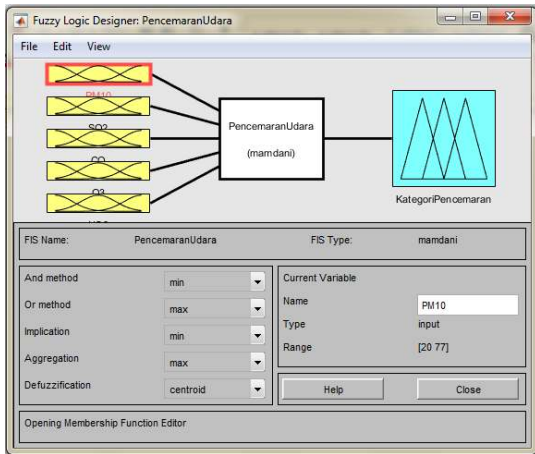 Fuzzy Logic Designer: PencemaranUdara
File Edit View
PM10
SO2
CO
O3
PencemaranUdara
(mamdani)
KategoriPencemaran
FIS Name: PencemaranUdara FIS Type: mamdani
And method min
Or method max
Implication min
Aggregation max
Defuzzification centroid
Current Variable
Name PM10
Type input
Range [20 77]
Help Close
Opening Membership Function Editor